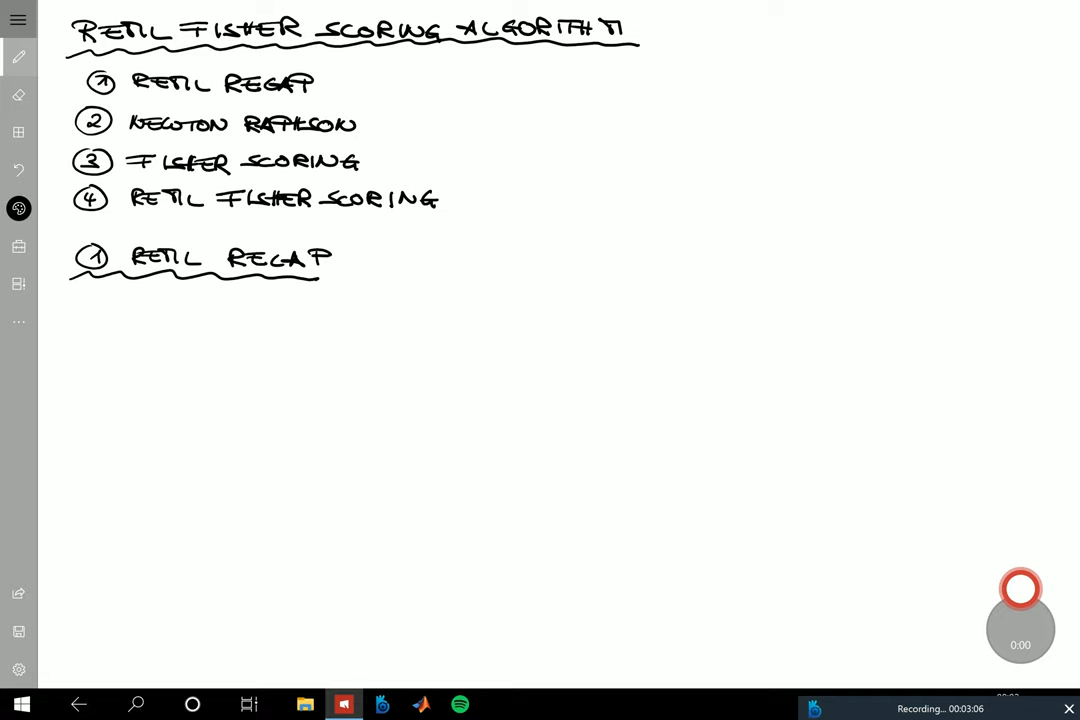 REML FISHER SCORING ALGORITHM
① REML RECAP
② NEWTON RAPHSON
③ FISHER SCORING
④ REML FISHER SCORING
① REML RECAP
0:00
Recording... 00:03:06